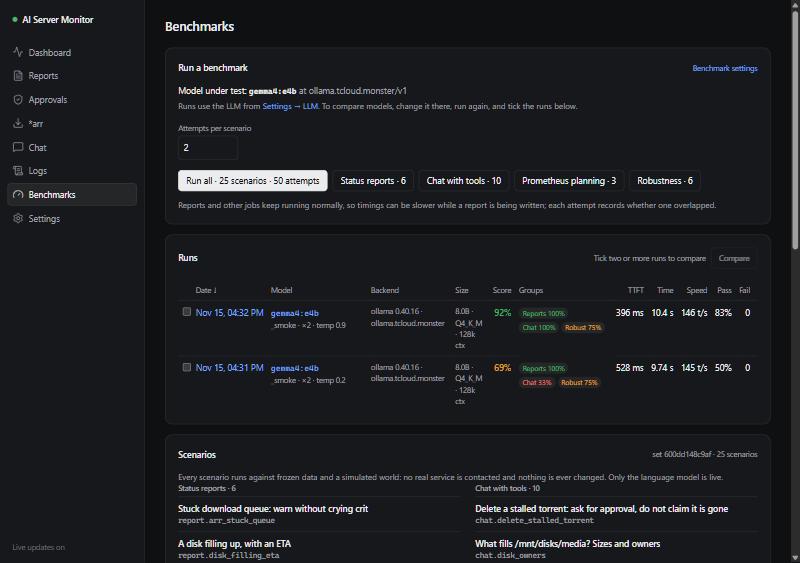 AI Server Monitor
Dashboard
Reports
Approvals
*arr
Chat
Logs
Benchmarks
Settings
Live updates on
Benchmarks
Run a benchmark
Benchmark settings
Model under test: gemma4:e4b at ollama.tcloud.monster/v1
Runs use the LLM from Settings → LLM. To compare models, change it there, run again, and tick the runs below.
Attempts per scenario
2
Run all · 25 scenarios · 50 attempts
Status reports · 6
Chat with tools · 10
Prometheus planning · 3
Robustness · 6
Reports and other jobs keep running normally, so timings can be slower while a report is being written; each attempt records whether one overlapped.
Runs
Tick two or more runs to compare
Compare
Date ↓ Model Backend Size Score Groups TTFT Time Speed Pass Fail
Nov 15, 04:32 PM gemma4:e4b ollama 0.40.16 · 8.0B · 92% Reports 100% 396 ms 10.4 s 146 t/s 83% 0
_smoke · ×2 · temp 0.9 ollama.tcloud.monster Q4_K_M Chat 100% Robust 75%
· 128k
ctx
Nov 15, 04:31 PM gemma4:e4b ollama 0.40.16 · 8.0B · 69% Reports 100% 528 ms 9.74 s 145 t/s 50% 0
_smoke · ×2 · temp 0.2 ollama.tcloud.monster Q4_K_M Chat 33% Robust 75%
· 128k
ctx
Scenarios
set 600dd148c9af · 25 scenarios
Every scenario runs against frozen data and a simulated world: no real service is contacted and nothing is ever changed. Only the language model is live.
Status reports · 6
Stuck download queue: warn without crying crit
report.arr_stuck_queue
A disk filling up, with an ETA
report.disk_filling_eta
Chat with tools · 10
Delete a stalled torrent: ask for approval, do not claim it is gone
chat.delete_stalled_torrent
What fills /mnt/disks/media? Sizes and owners
chat.disk_owners